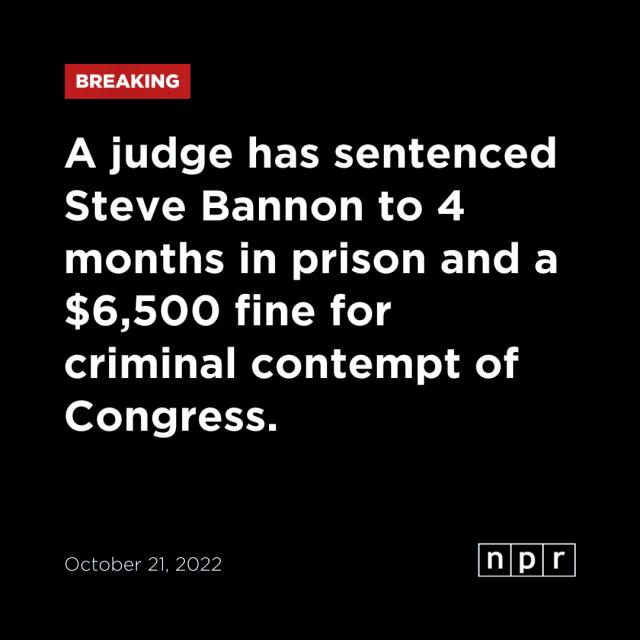 BREAKING
A judge has sentenced
Steve Bannon to 4
months in prison and a
$6,500 fine for
criminal contempt of
Congress.
October 21, 2022
npr